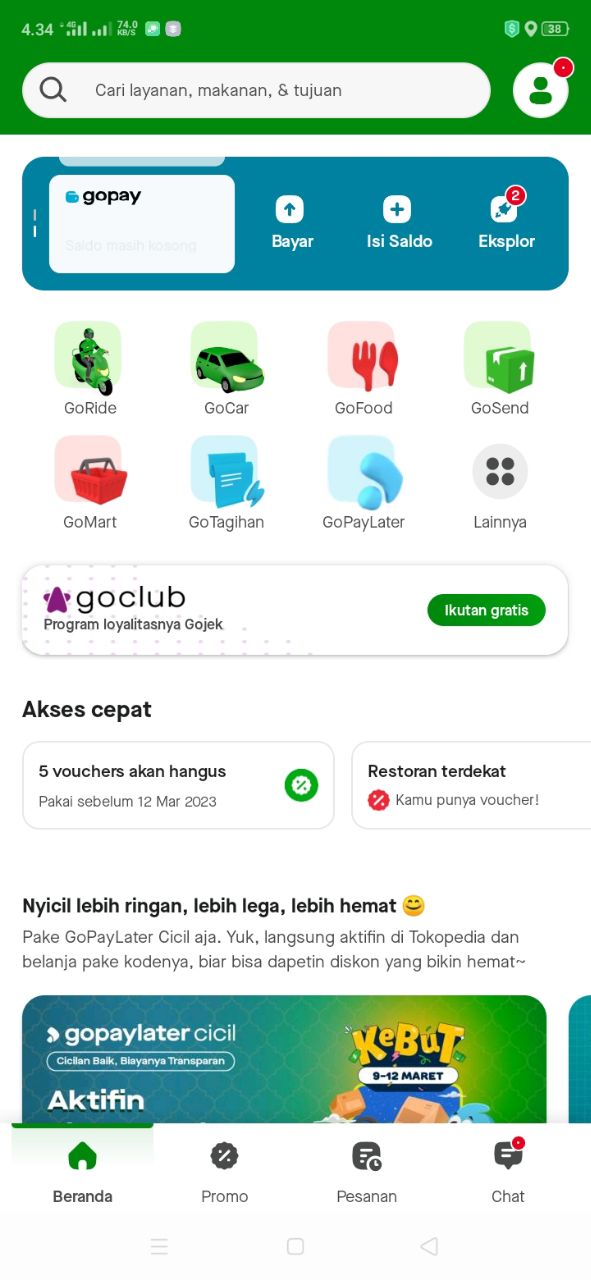 4.34 4G 74.0 KB/S 38
Cari layanan, makanan, & tujuan
gopay
Saldo masih kosong
Bayar
Isi Saldo
2
Eksplor
GoRide
GoCar
GoFood
GoSend
GoMart
GoTagihan
GoPayLater
Lainnya
goclub
Program loyalitasnya Gojek
Ikutan gratis
Akses cepat
5 vouchers akan hangus
Pakai sebelum 12 Mar 2023
Restoran terdekat
Kamu punya voucher!
Nyicil lebih ringan, lebih lega, lebih hemat 😊
Pake GoPayLater Cicil aja. Yuk, langsung aktifin di Tokopedia dan
belanja pake kodenya, biar bisa dapetin diskon yang bikin hemat~
gopaylater cicil
Cicilan Baik, Biayanya Transparan
Aktifin
KEBUT
9-12 MARET
Beranda
Promo
Pesanan
Chat